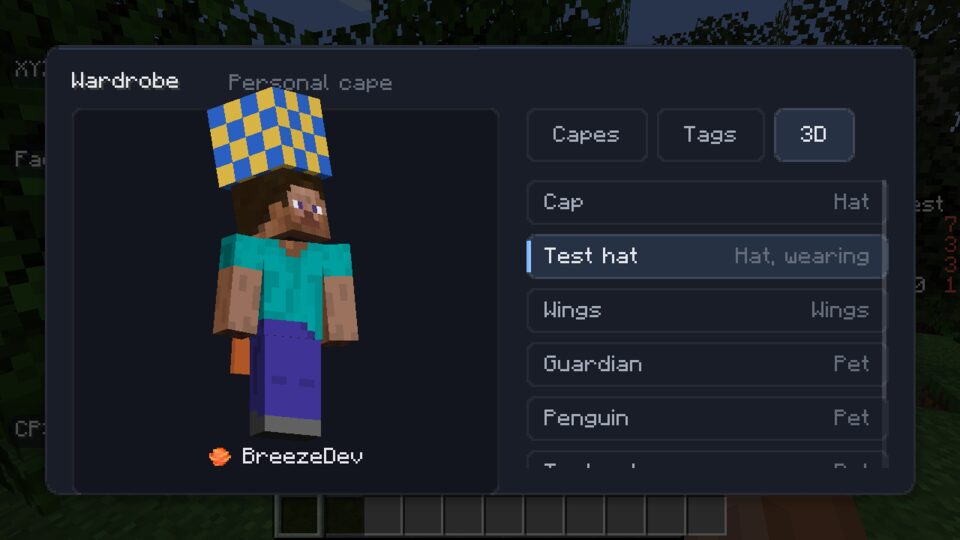 Wardrobe
Personal cape
Capes
Tags
3D
Cap
Hat
Test hat
Hat, wearing
Wings
Wings
Guardian
Pet
Penguin
Pet
BreezeDev